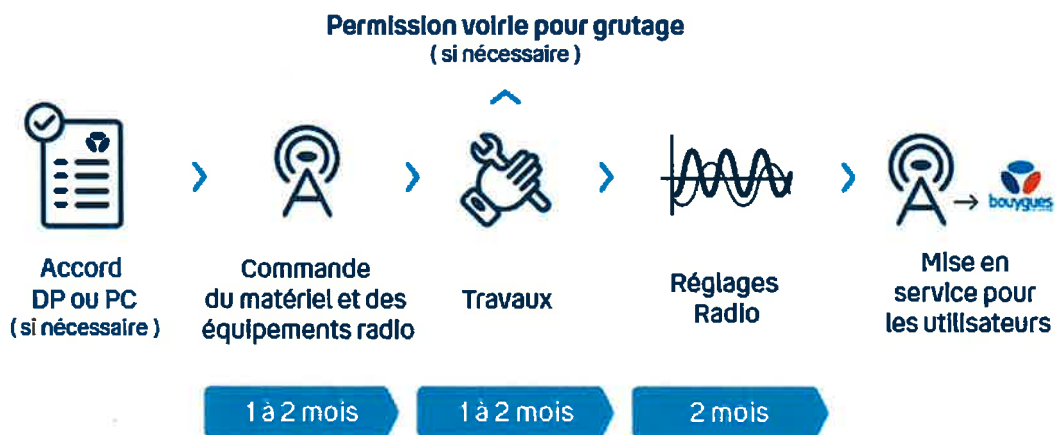 Permission voirie pour grutage
( si nécessaire )
Accord
DP ou PC
( si nécessaire )
Commande
du matériel et des
équipements radio
Travaux
Réglages
Radio
bouygues
Mise en
service pour
les utilisateurs
1 à 2 mois
1 à 2 mois
2 mois